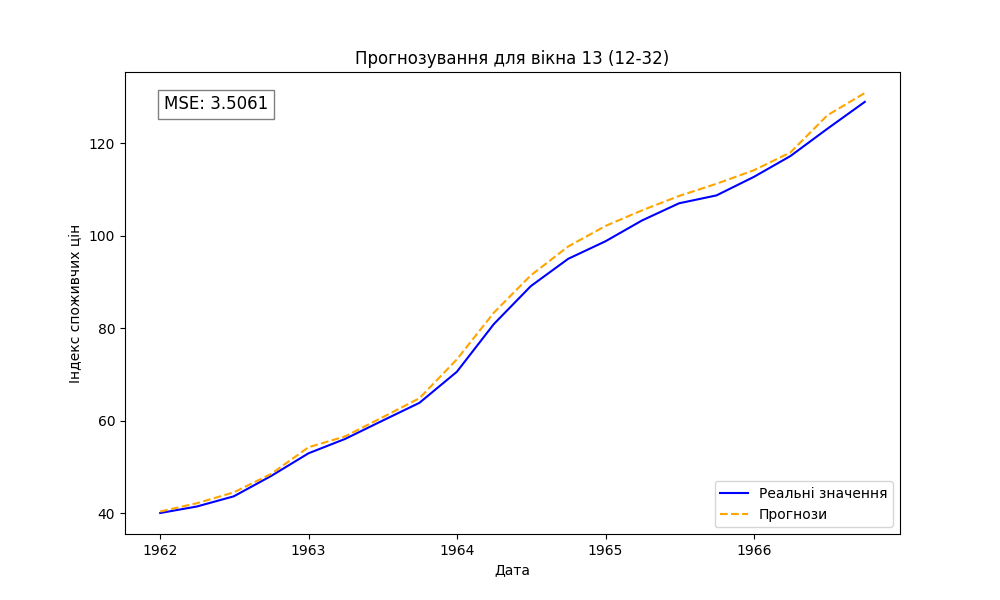 Прогнозування для вікна 13 (12-32)
MSE: 3.5061
Індекс споживчих цін
120
100
80
60
40
1962
1963
1964
1965
1966
Дата
Реальні значення
Прогнози